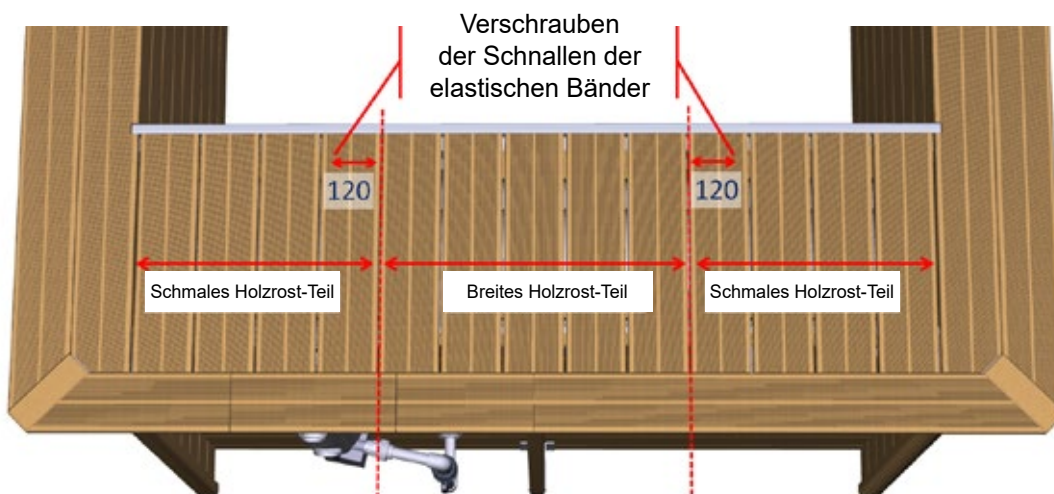 Verschrauben
der Schnallen der
elastischen Bänder
120
120
Schmales Holzrost-Teil
Breites Holzrost-Teil
Schmales Holzrost-Teil